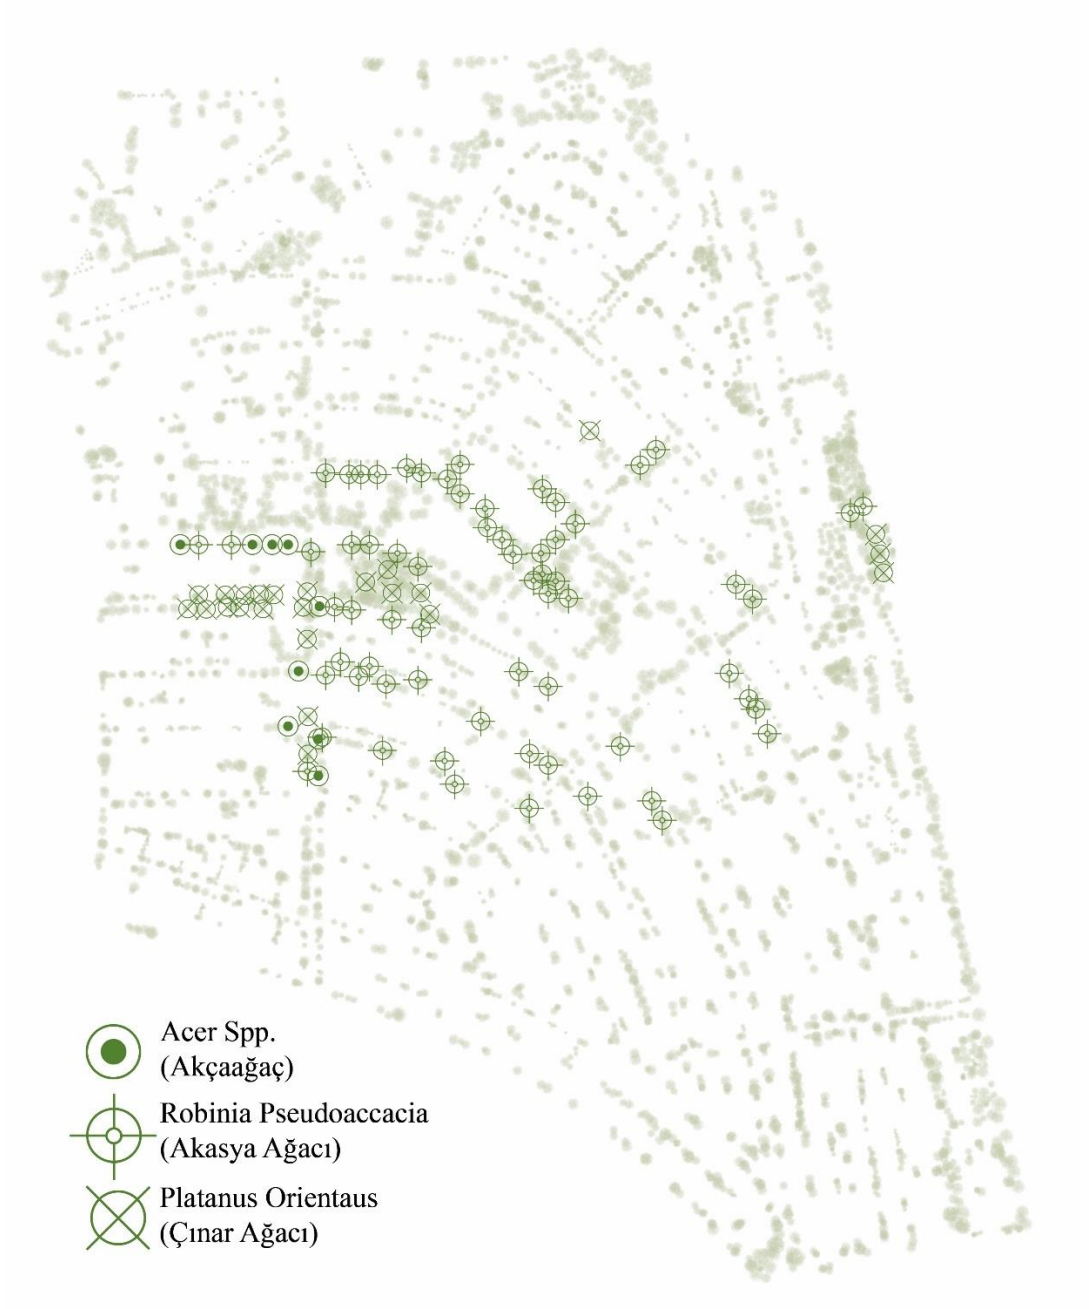 Acer Spp.
(Akçaağaç)
Robinia Pseudoaccacia
(Akasya Ağacı)
Platanus Orientaus
(Çınar Ağacı)